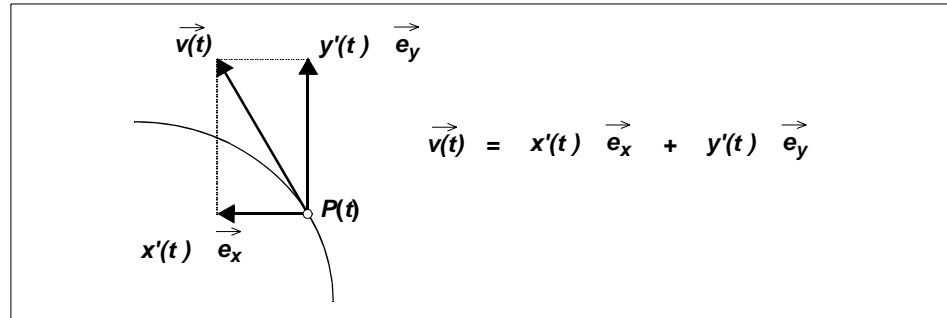 v(t) y'(t) e_y
v(t) = x'(t) e_x + y'(t) e_y
P(t)
x'(t) e_x